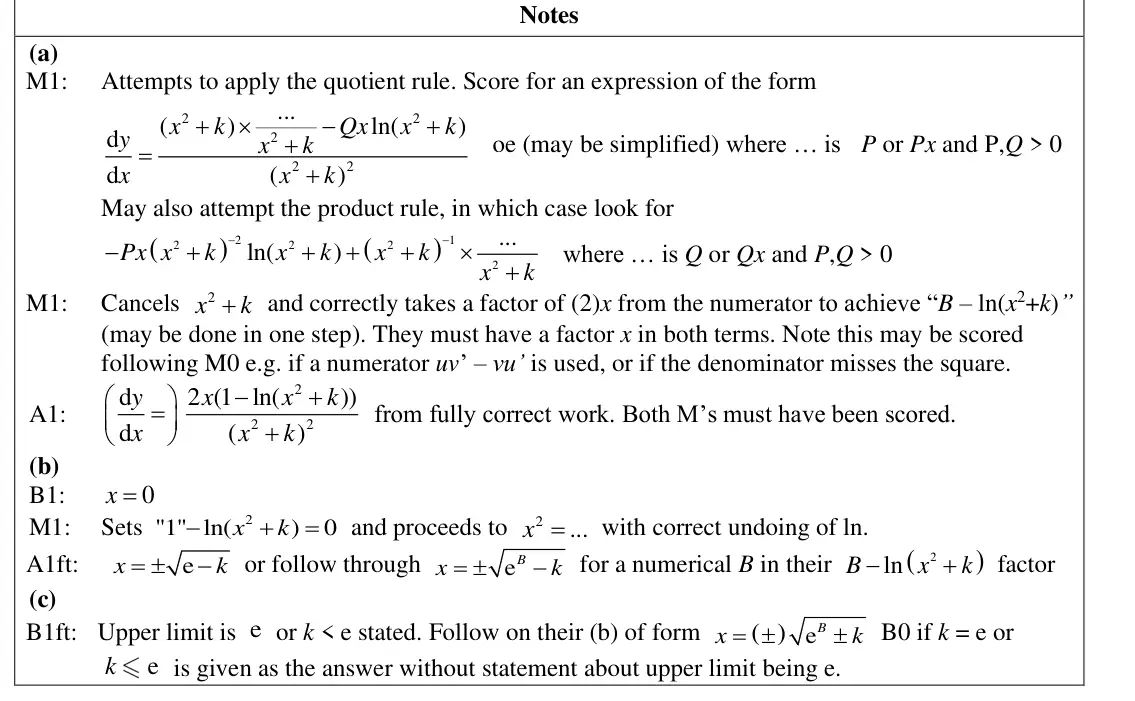 Notes
(a)
M1: Attempts to apply the quotient rule. Score for an expression of the form
dy/dx = ((x² + k) × .../(x² + k) − Qx ln(x² + k))/(x² + k)² oe (may be simplified) where … is P or Px and P,Q > 0
May also attempt the product rule, in which case look for
−Px(x² + k)⁻² ln(x² + k) + (x² + k)⁻¹ × .../(x² + k) where … is Q or Qx and P,Q > 0
M1: Cancels x² + k and correctly takes a factor of (2)x from the numerator to achieve “B – ln(x²+k)”
(may be done in one step). They must have a factor x in both terms. Note this may be scored
following M0 e.g. if a numerator uv’ – vu’ is used, or if the denominator misses the square.
A1: (dy/dx =) 2x(1 − ln(x² + k))/(x² + k)² from fully correct work. Both M’s must have been scored.
(b)
B1: x = 0
M1: Sets "1"− ln(x² + k) = 0 and proceeds to x² = ... with correct undoing of ln.
A1ft: x = ±√(e − k) or follow through x = ±√(e^B − k) for a numerical B in their B − ln(x² + k) factor
(c)
B1ft: Upper limit is e or k < e stated. Follow on their (b) of form x = (±)√(e^B ± k) B0 if k = e or
k ⩽ e is given as the answer without statement about upper limit being e.